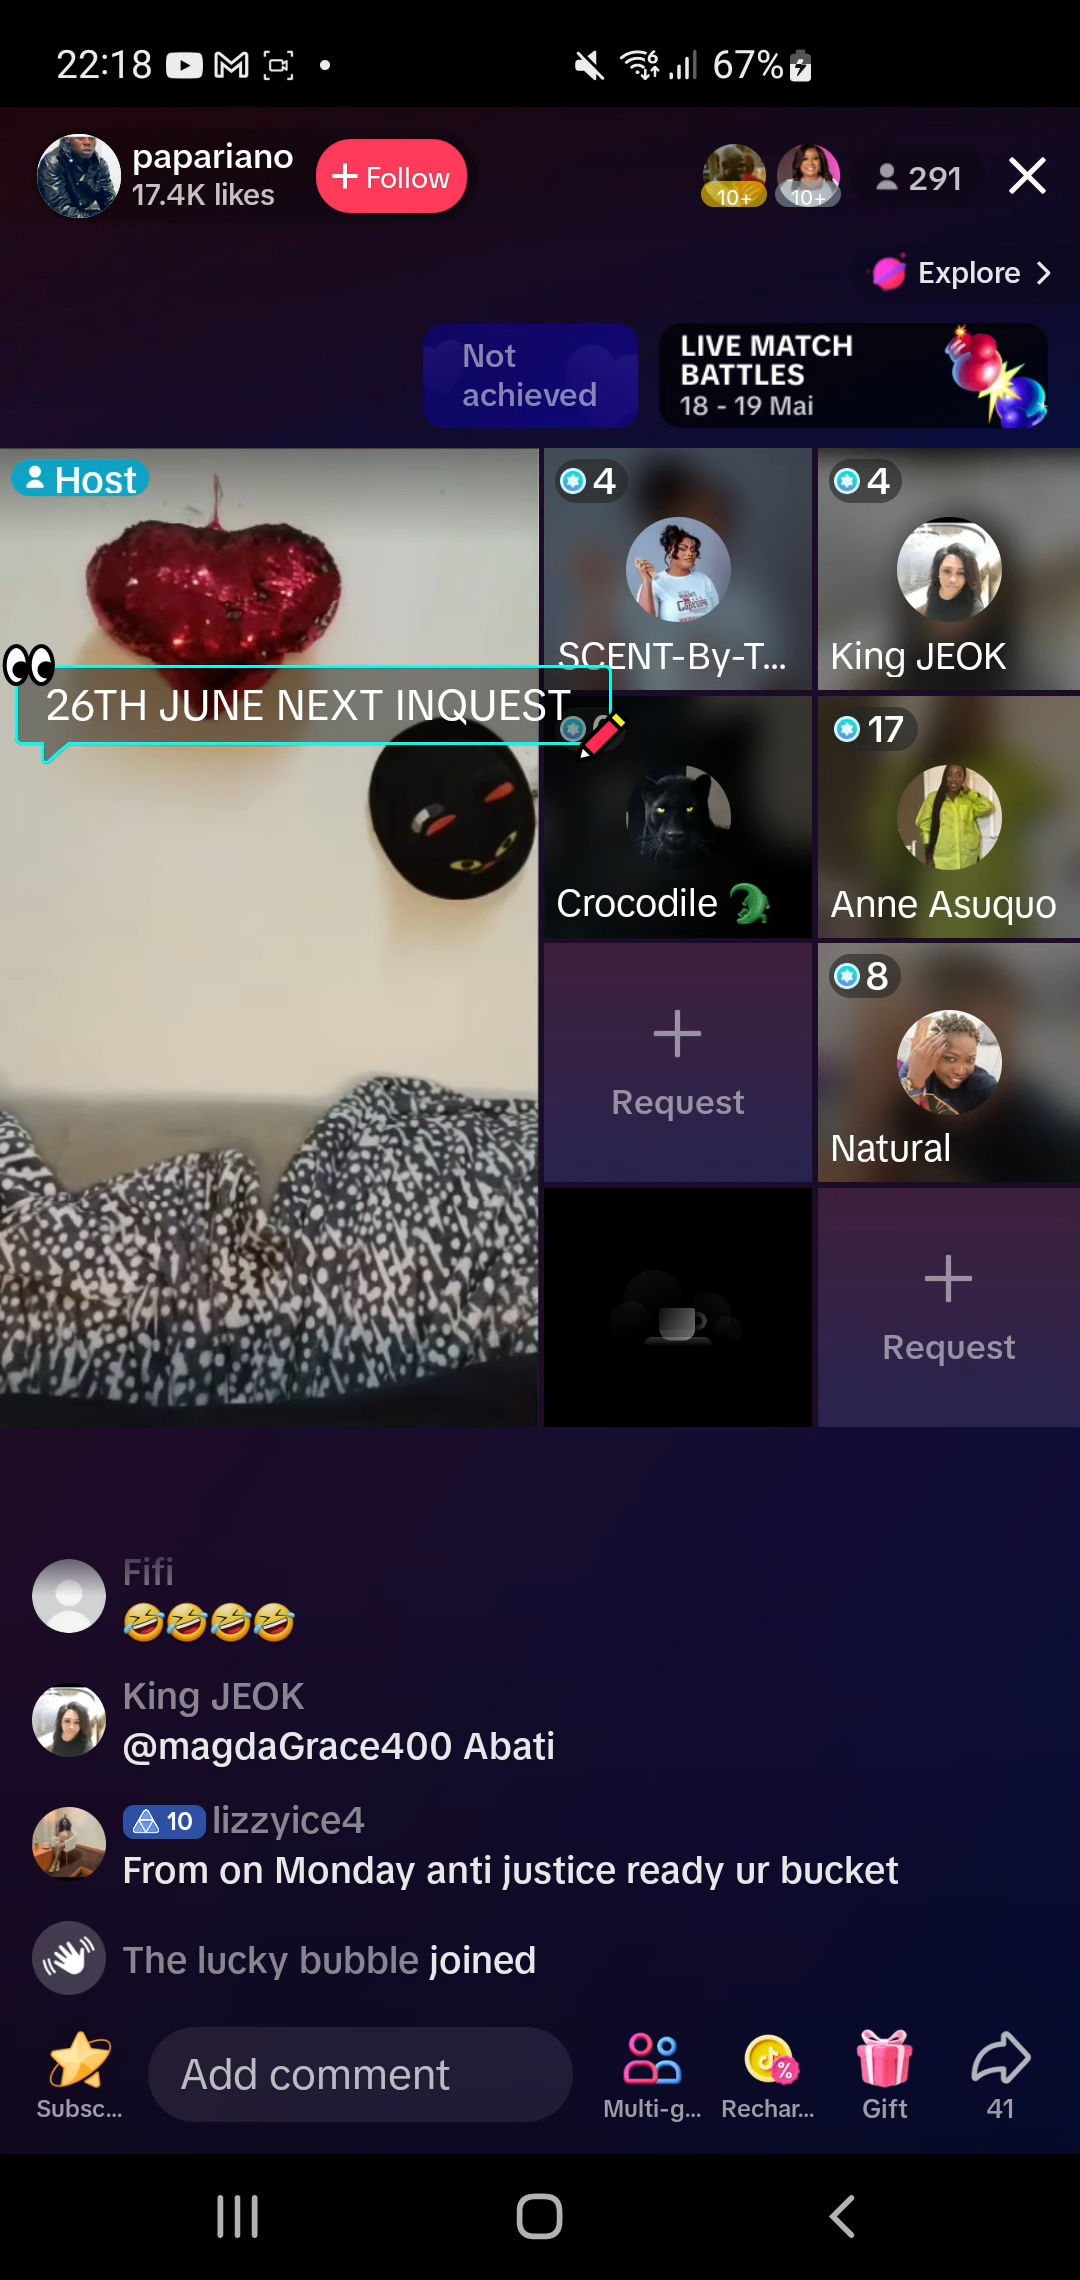 22:18
67%
papariano
17.4K likes
+ Follow
10+
10+
291
Explore
Not
achieved
LIVE MATCH
BATTLES
18 - 19 Mai
Host
4
4
SCENT-By-T...
King JEOK
26TH JUNE NEXT INQUEST
17
Crocodile 🐊
Anne Asuquo
8
Request
Natural
Request
Fifi
🤣🤣🤣🤣
King JEOK
@magdaGrace400 Abati
10 lizzyice4
From on Monday anti justice ready ur bucket
The lucky bubble joined
Add comment
Subsc...
Multi-g...
Rechar...
Gift
41